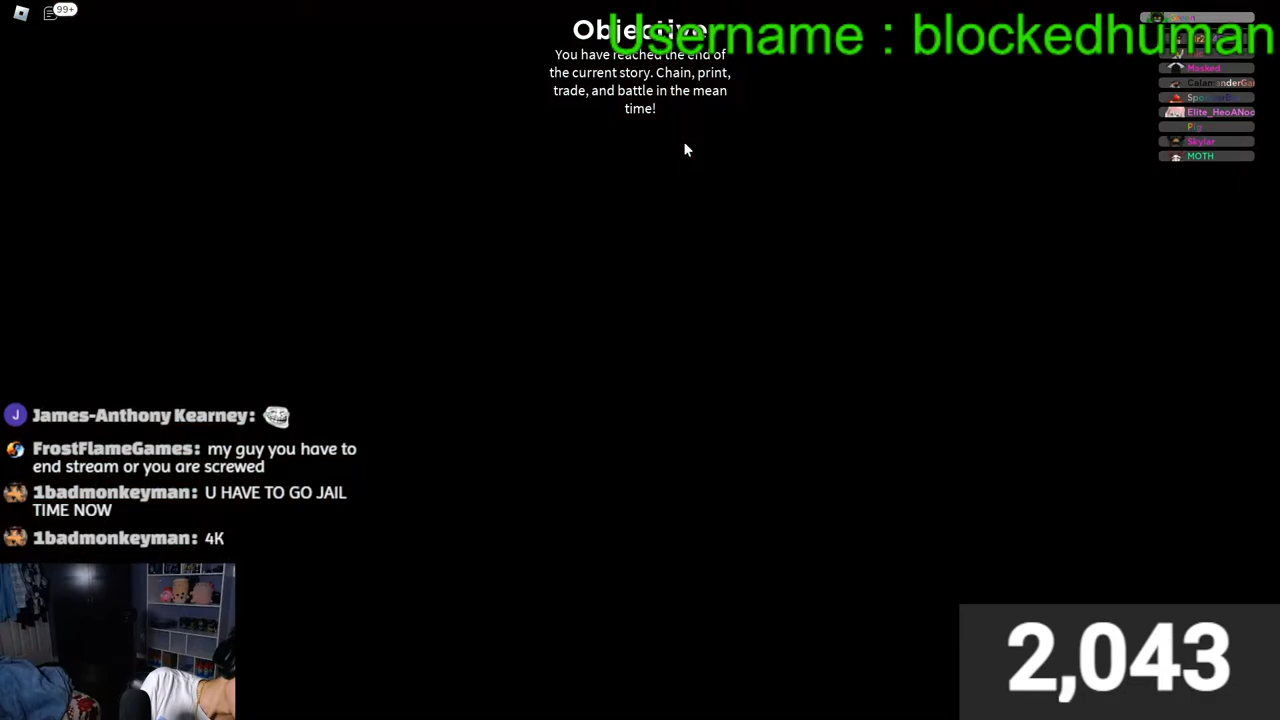 99+
Objective
Username : blockedhuman
You have reached the end of
the current story. Chain, print,
trade, and battle in the mean
time!
Masked
Elite_HeoANoo
Pig
Skylar
MOTH
James-Anthony Kearney:
FrostFlameGames: my guy you have to
end stream or you are screwed
1badmonkeyman: U HAVE TO GO JAIL
TIME NOW
1badmonkeyman: 4K
2,043